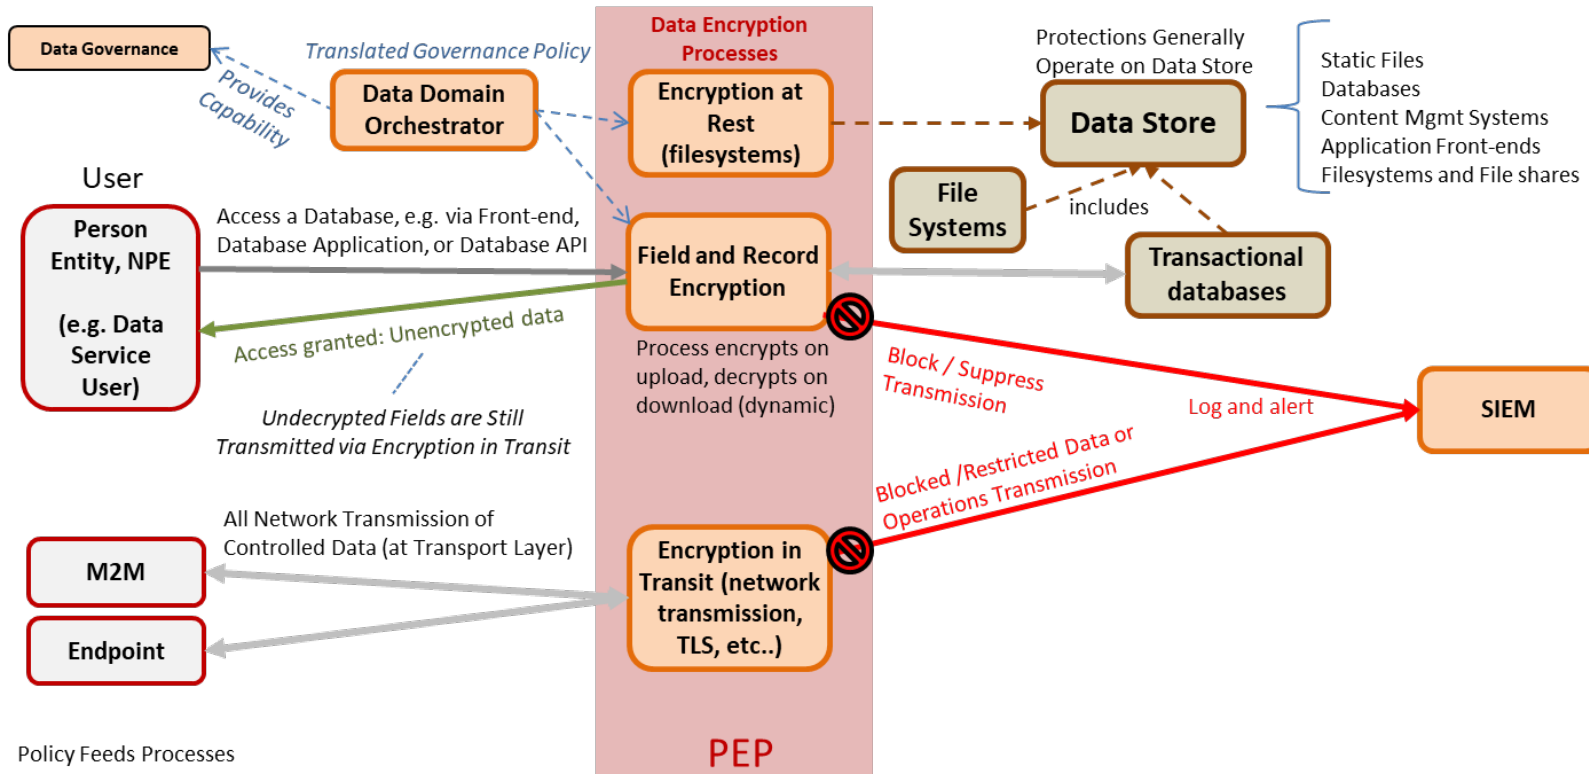 Data Governance
Translated Governance Policy
Provides
Capability
Data Domain
Orchestrator
Data Encryption
Processes
Encryption at
Rest
(filesystems)
Protections Generally
Operate on Data Store
Data Store
Static Files
Databases
Content Mgmt Systems
Application Front-ends
Filesystems and File shares
File
Systems
includes
Transactional
databases
User
Person
Entity, NPE
(e.g. Data
Service
User)
Access a Database, e.g. via Front-end,
Database Application, or Database API
Field and Record
Encryption
Access granted: Unencrypted data
Undecrypted Fields are Still
Transmitted via Encryption in Transit
Process encrypts on
upload, decrypts on
download (dynamic)
Block / Suppress
Transmission
Log and alert
SIEM
Blocked /Restricted Data or
Operations Transmission
All Network Transmission of
Controlled Data (at Transport Layer)
M2M
Endpoint
Encryption in
Transit (network
transmission,
TLS, etc..)
Policy Feeds Processes
PEP